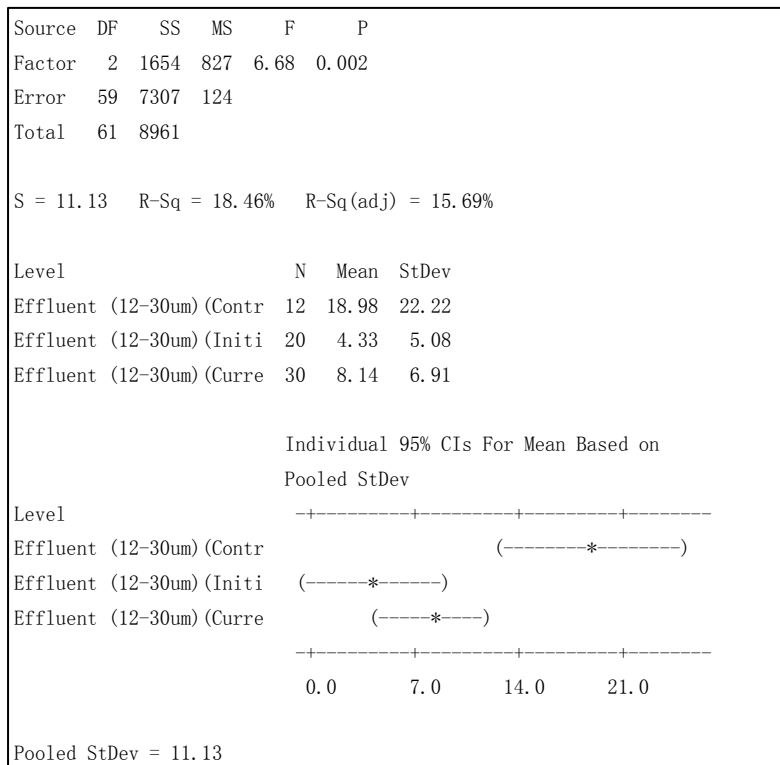 Source  DF    SS   MS     F      P
Factor   2  1654  827  6.68  0.002
Error   59  7307  124
Total   61  8961
S = 11.13   R-Sq = 18.46%   R-Sq(adj) = 15.69%
Level                      N   Mean  StDev
Effluent (12-30um)(Contr  12  18.98  22.22
Effluent (12-30um)(Initi  20   4.33   5.08
Effluent (12-30um)(Curre  30   8.14   6.91
Individual 95% CIs For Mean Based on
Pooled StDev
Level                       -+---------+---------+---------+--------
Effluent (12-30um)(Contr                       (--------*--------)
Effluent (12-30um)(Initi    (------*------)
Effluent (12-30um)(Curre           (-----*----)
-+---------+---------+---------+--------
0.0       7.0      14.0      21.0
Pooled StDev = 11.13